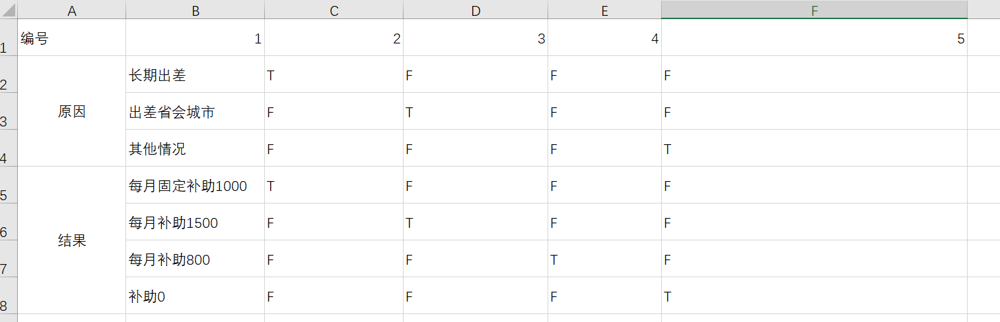 A B C D E F
1 编号 1 2 3 4 5
2 长期出差 T F F F
3 原因 出差省会城市 F T F F
4 其他情况 F F F T
5 每月固定补助1000 T F F F
6 结果 每月补助1500 F T F F
7 每月补助800 F F T F
8 补助0 F F F T